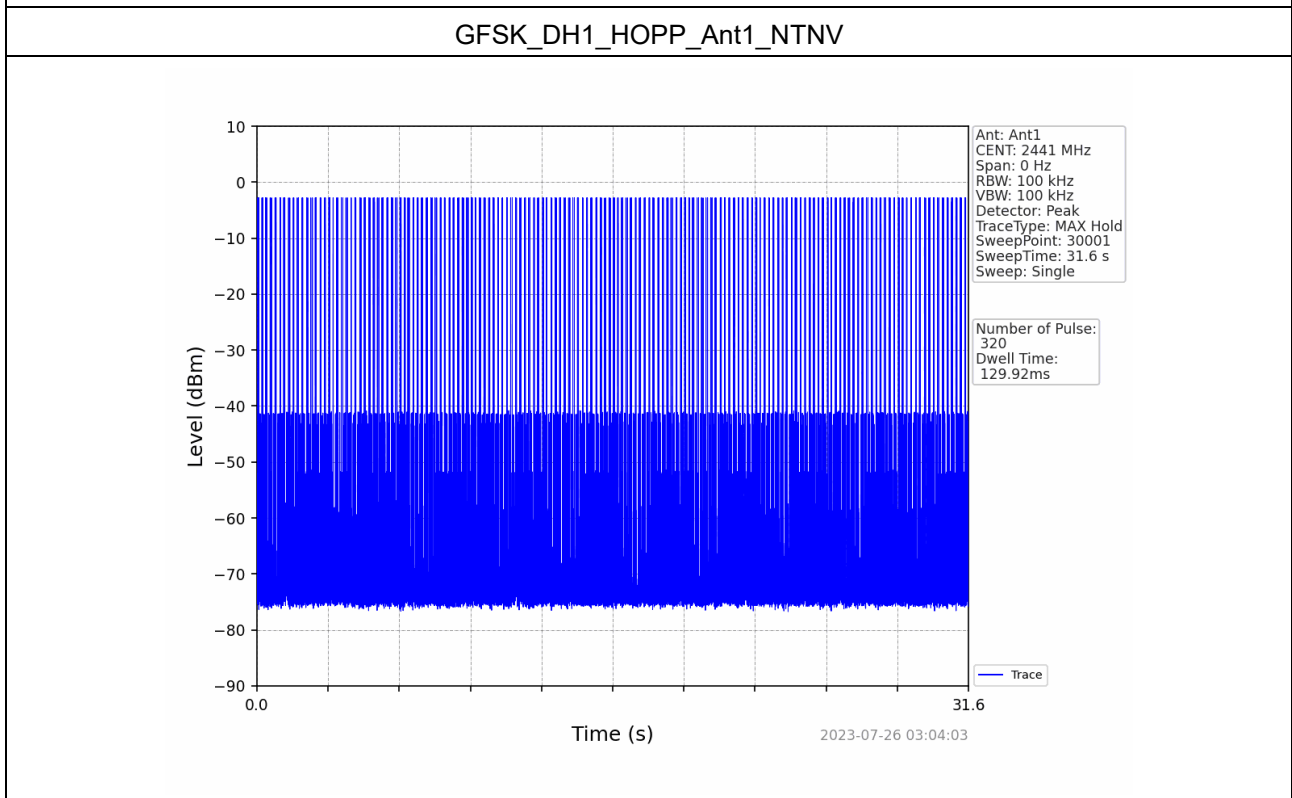 GFSK_DH1_HOPP_Ant1_NTNV
10
0
−10
−20
−30
−40
−50
−60
−70
−80
−90
Level (dBm)
0.0
31.6
Time (s)
2023-07-26 03:04:03
Ant: Ant1
CENT: 2441 MHz
Span: 0 Hz
RBW: 100 kHz
VBW: 100 kHz
Detector: Peak
TraceType: MAX Hold
SweepPoint: 30001
SweepTime: 31.6 s
Sweep: Single
Number of Pulse:
320
Dwell Time:
129.92ms
Trace